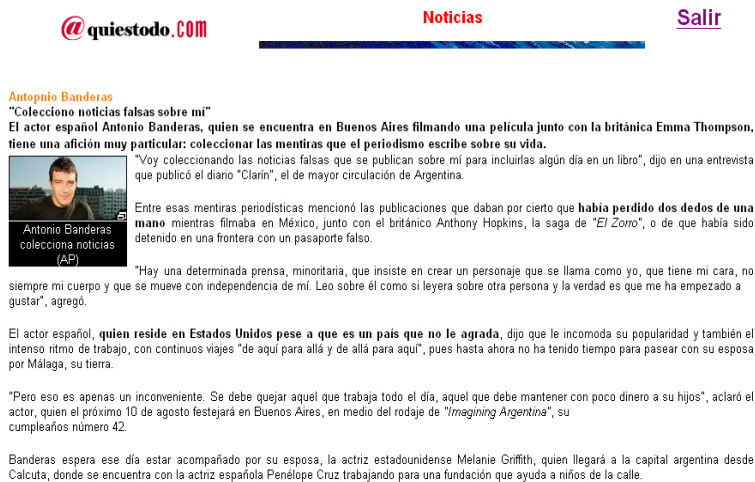 @quiestodo.com
Noticias
Salir
Antopnio Banderas
"Colecciono noticias falsas sobre mí"
El actor español Antonio Banderas, quien se encuentra en Buenos Aires filmando una película junto con la británica Emma Thompson,
tiene una afición muy particular: coleccionar las mentiras que el periodismo escribe sobre su vida.
"Voy coleccionando las noticias falsas que se publican sobre mí para incluirlas algún día en un libro", dijo en una entrevista
que publicó el diario "Clarín", el de mayor circulación de Argentina.
Antonio Banderas
colecciona noticias
(AP)
Entre esas mentiras periodísticas mencionó las publicaciones que daban por cierto que había perdido dos dedos de una
mano mientras filmaba en México, junto con el británico Anthony Hopkins, la saga de "El Zorro", o de que había sido
detenido en una frontera con un pasaporte falso.
"Hay una determinada prensa, minoritaria, que insiste en crear un personaje que se llama como yo, que tiene mi cara, no
siempre mi cuerpo y que se mueve con independencia de mí. Leo sobre él como si leyera sobre otra persona y la verdad es que me ha empezado a
gustar", agregó.
El actor español, quien reside en Estados Unidos pese a que es un país que no le agrada, dijo que le incomoda su popularidad y también el
intenso ritmo de trabajo, con continuos viajes "de aquí para allá y de allá para aquí", pues hasta ahora no ha tenido tiempo para pasear con su esposa
por Málaga, su tierra.
"Pero eso es apenas un inconveniente. Se debe quejar aquel que trabaja todo el día, aquel que debe mantener con poco dinero a su hijos", aclaró el
actor, quien el próximo 10 de agosto festejará en Buenos Aires, en medio del rodaje de "Imagining Argentina", su
cumpleaños número 42.
Banderas espera ese día estar acompañado por su esposa, la actriz estadounidense Melanie Griffith, quien llegará a la capital argentina desde
Calcuta, donde se encuentra con la actriz española Penélope Cruz trabajando para una fundación que ayuda a niños de la calle.